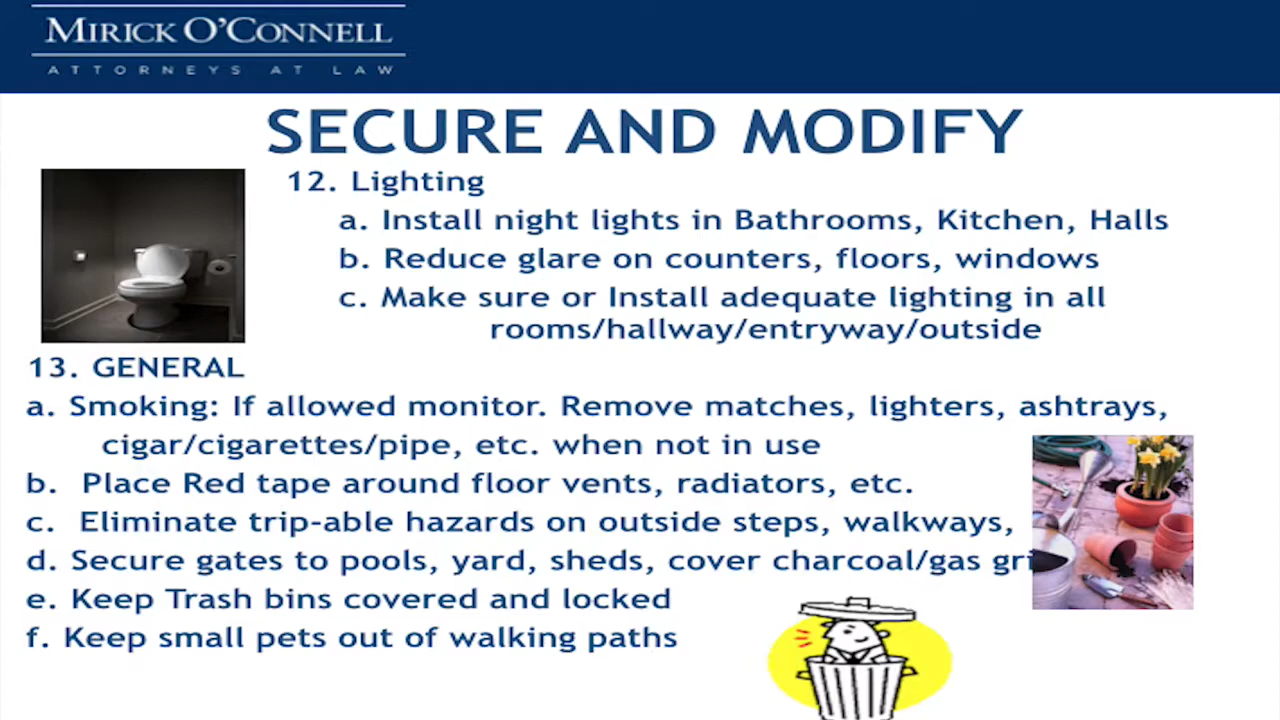 MIRICK O'CONNELL
ATTORNEYS AT LAW
SECURE AND MODIFY
12. Lighting
a. Install night lights in Bathrooms, Kitchen, Halls
b. Reduce glare on counters, floors, windows
c. Make sure or Install adequate lighting in all
rooms/hallway/entryway/outside
13. GENERAL
a. Smoking: If allowed monitor. Remove matches, lighters, ashtrays,
cigar/cigarettes/pipe, etc. when not in use
b. Place Red tape around floor vents, radiators, etc.
c. Eliminate trip-able hazards on outside steps, walkways,
d. Secure gates to pools, yard, sheds, cover charcoal/gas
e. Keep Trash bins covered and locked
f. Keep small pets out of walking paths